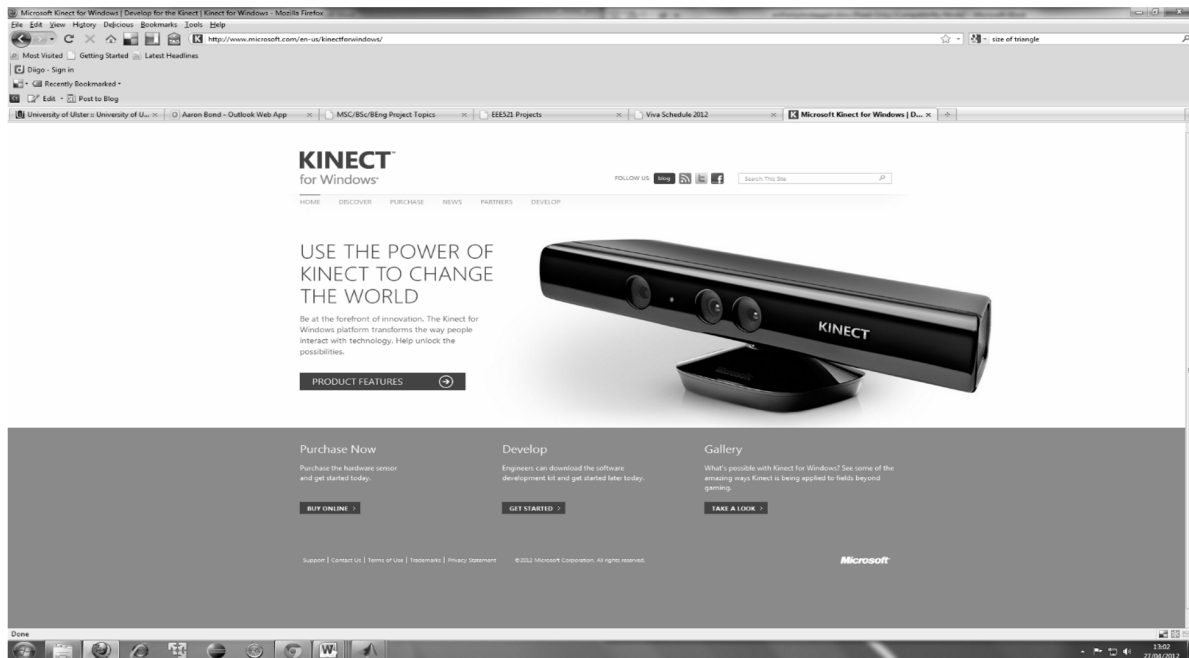 Microsoft Kinect for Windows | Develop for the Kinect | Kinect for Windows - Mozilla Firefox
File Edit View History Delicious Bookmarks Tools Help
http://www.microsoft.com/en-us/kinectforwindows/
size of triangle
Most Visited Getting Started Latest Headlines
Diigo - Sign in
Recently Bookmarked
Edit Post to Blog
University of Ulster :: University of U... Aaron Bond - Outlook Web App MSC/BSc/BEng Project Topics EEE521 Projects Viva Schedule 2012 Microsoft Kinect for Windows | D...
KINECT™
for Windows
FOLLOW US blog Search This Site
HOME DISCOVER PURCHASE NEWS PARTNERS DEVELOP
USE THE POWER OF
KINECT TO CHANGE
THE WORLD
Be at the forefront of innovation. The Kinect for
Windows platform transforms the way people
interact with technology. Help unlock the
possibilities.
PRODUCT FEATURES
KINECT
Purchase Now
Purchase the hardware sensor
and get started today.
BUY ONLINE
Develop
Engineers can download the software
development kit and get started later today.
GET STARTED
Gallery
What's possible with Kinect for Windows? See some of the
amazing ways Kinect is being applied to fields beyond
gaming.
TAKE A LOOK
Support | Contact Us | Terms of Use | Trademarks | Privacy Statement ©2012 Microsoft Corporation. All rights reserved.
Microsoft
Done
13:02
27/04/2012